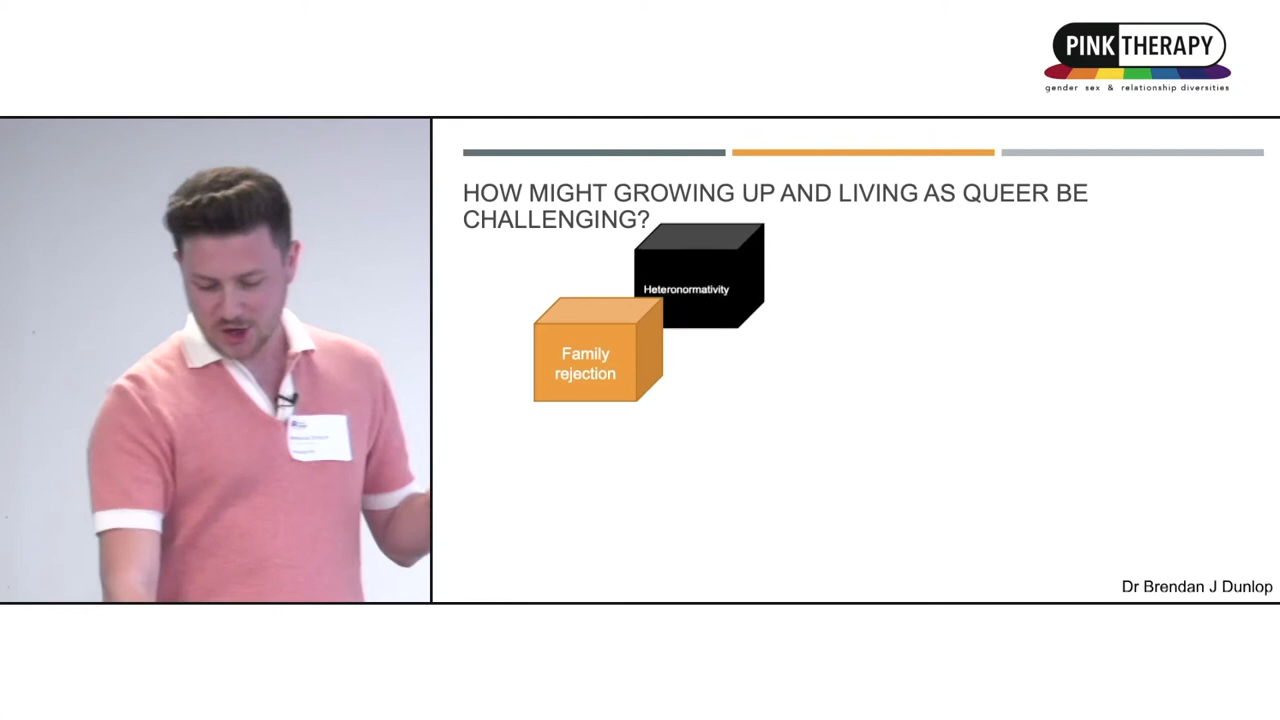 PINK THERAPY
gender sex & relationship diversities
HOW MIGHT GROWING UP AND LIVING AS QUEER BE
CHALLENGING?
Heteronormativity
Family
rejection
Dr Brendan J Dunlop